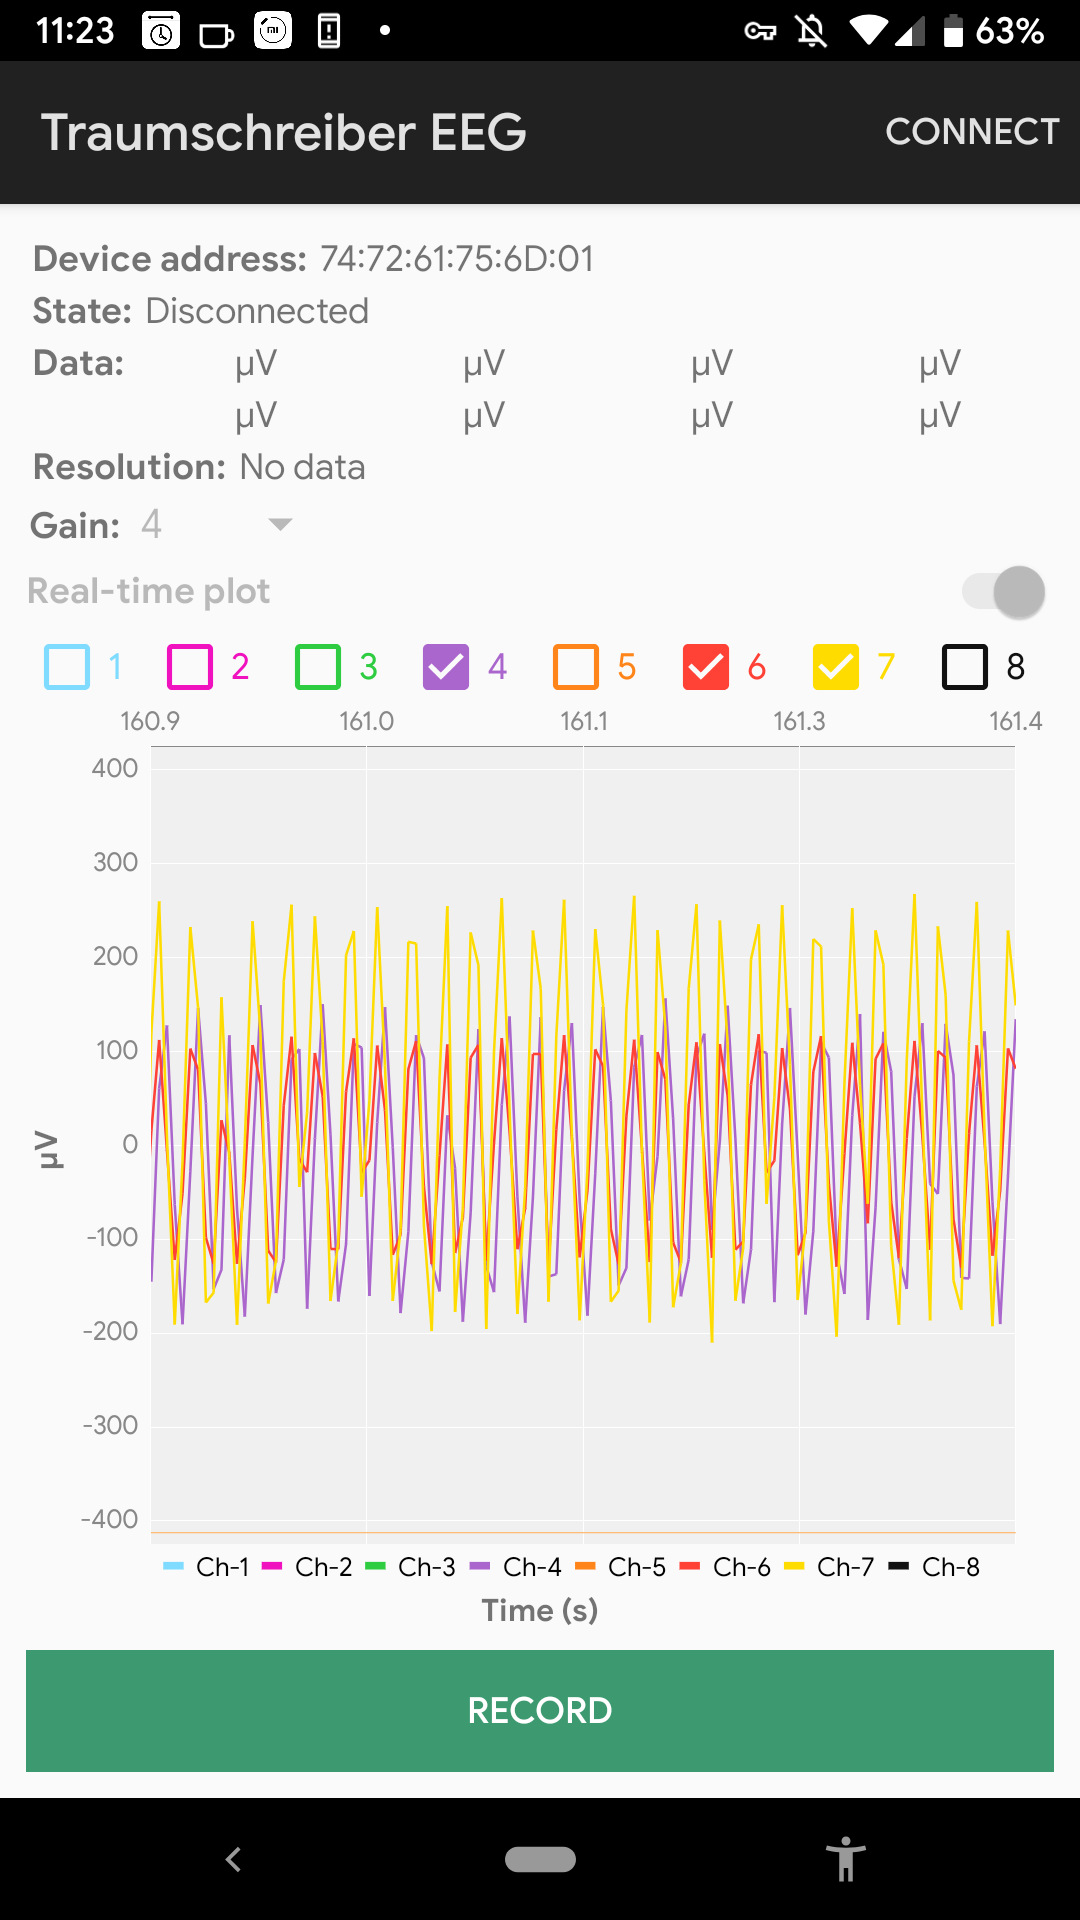 11:23 63%
Traumschreiber EEG CONNECT
Device address: 74:72:61:75:6D:01
State: Disconnected
Data: µV µV µV µV
µV µV µV µV
Resolution: No data
Gain: 4
Real-time plot
1 2 3 4 5 6 7 8
160.9 161.0 161.1 161.3 161.4
400
300
200
100
0
-100
-200
-300
-400
µV
Ch-1 Ch-2 Ch-3 Ch-4 Ch-5 Ch-6 Ch-7 Ch-8
Time (s)
RECORD